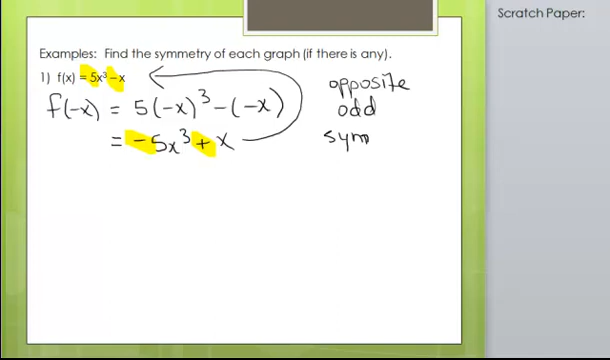 Scratch Paper:
Examples: Find the symmetry of each graph (if there is any).
1) f(x) = 5x³ – x
f(-x) = 5(-x)³ - (-x)
= -5x³ + x
opposite
odd
sym